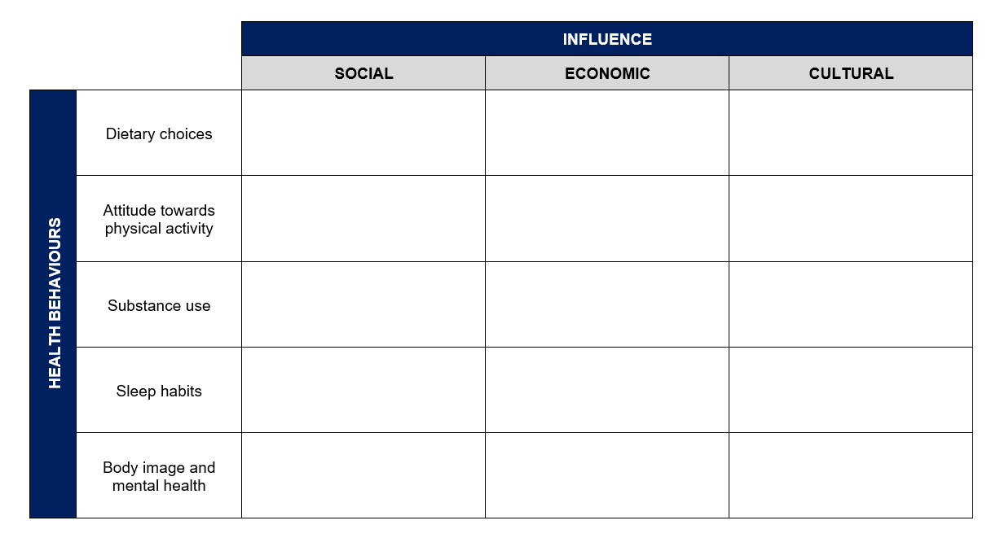 INFLUENCE
SOCIAL
ECONOMIC
CULTURAL
HEALTH BEHAVIOURS
Dietary choices
Attitude towards
physical activity
Substance use
Sleep habits
Body image and
mental health